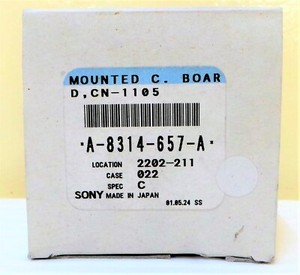 MOUNTED C. BOAR
D,CN-1105
*A-8314-657-A*
LOCATION 2202-211
CASE 022
SPEC C
SONY MADE IN JAPAN 01.05.24 SS